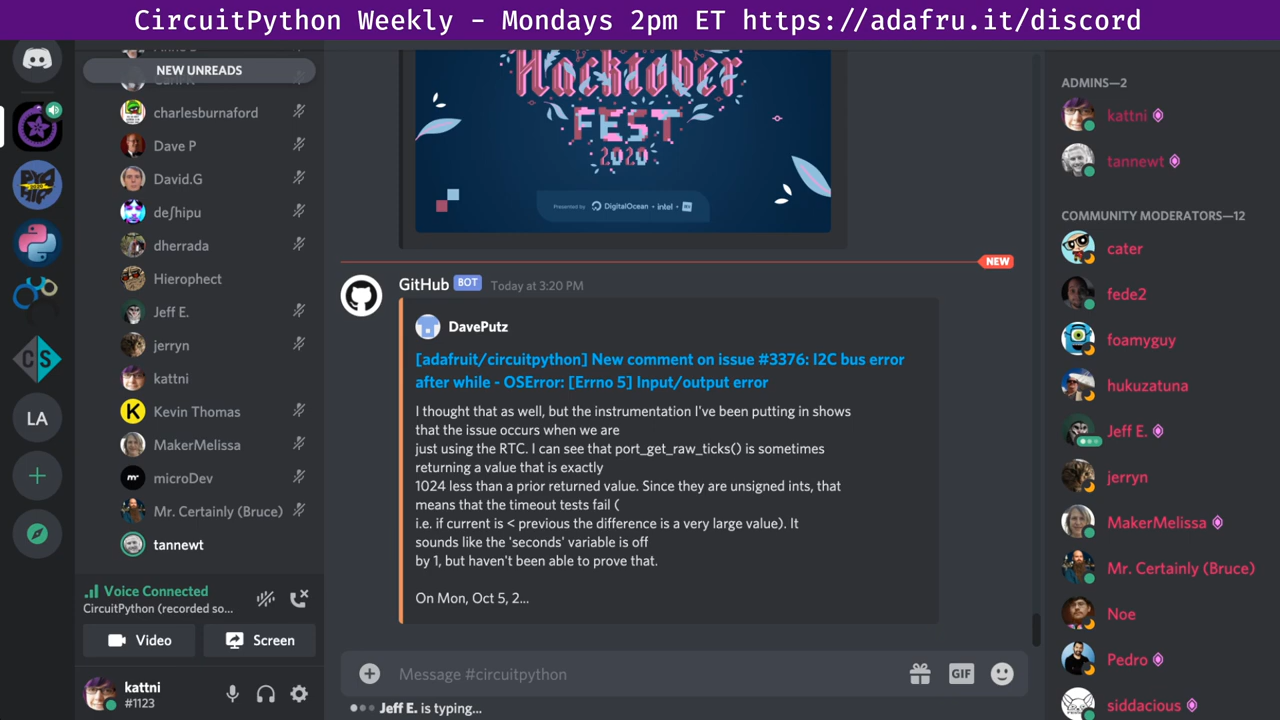 CircuitPython Weekly - Mondays 2pm ET https://adafru.it/discord
NEW UNREADS
charlesburnaford
Dave P
David.G
deʃhipu
dherrada
Hierophect
Jeff E.
jerryn
kattni
Kevin Thomas
MakerMelissa
microDev
Mr. Certainly (Bruce)
tannewt
Voice Connected
CircuitPython (recorded so...
Video
Screen
kattni
#1123
LA
Hacktober
FEST
2020
Presented by DigitalOcean • intel •
NEW
GitHub BOT Today at 3:20 PM
DavePutz
[adafruit/circuitpython] New comment on issue #3376: I2C bus error
after while - OSError: [Errno 5] Input/output error
I thought that as well, but the instrumentation I've been putting in shows
that the issue occurs when we are
just using the RTC. I can see that port_get_raw_ticks() is sometimes
returning a value that is exactly
1024 less than a prior returned value. Since they are unsigned ints, that
means that the timeout tests fail (
i.e. if current is < previous the difference is a very large value). It
sounds like the 'seconds' variable is off
by 1, but haven't been able to prove that.
On Mon, Oct 5, 2...
Message #circuitpython
GIF
Jeff E. is typing...
ADMINS—2
kattni
tannewt
COMMUNITY MODERATORS—12
cater
fede2
foamyguy
hukuzatuna
Jeff E.
jerryn
MakerMelissa
Mr. Certainly (Bruce)
Noe
Pedro
siddacious